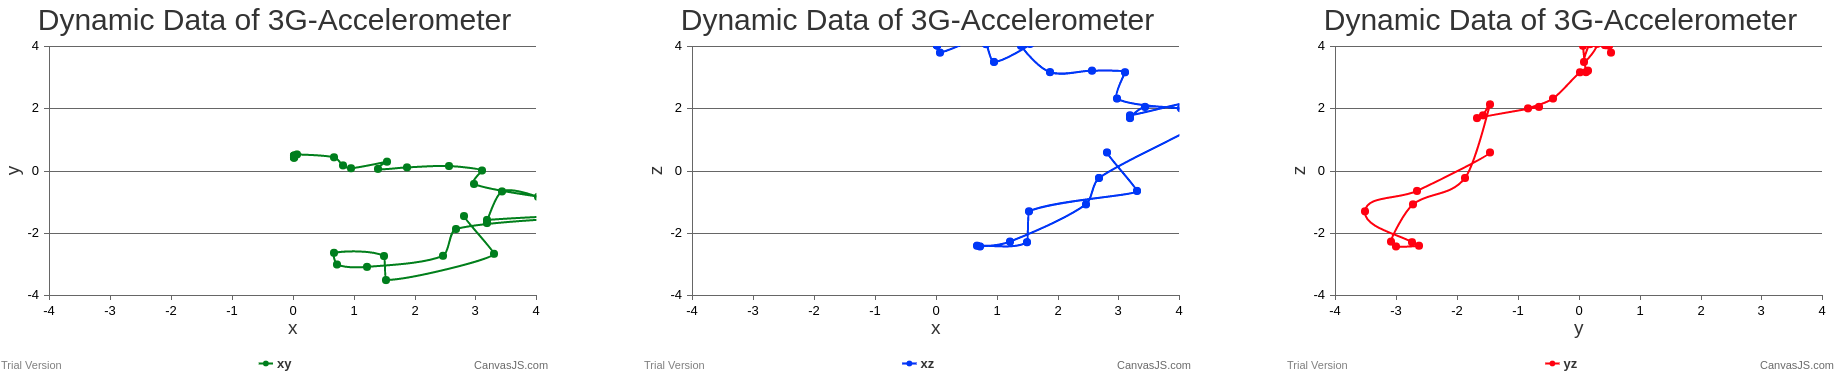 Dynamic Data of 3G-Accelerometer
4
2
0
-2
-4
y
-4 -3 -2 -1 0 1 2 3 4
x
Trial Version xy CanvasJS.com
Dynamic Data of 3G-Accelerometer
4
2
0
-2
-4
z
-4 -3 -2 -1 0 1 2 3 4
x
Trial Version xz CanvasJS.com
Dynamic Data of 3G-Accelerometer
4
2
0
-2
-4
z
-4 -3 -2 -1 0 1 2 3 4
y
Trial Version yz CanvasJS.com